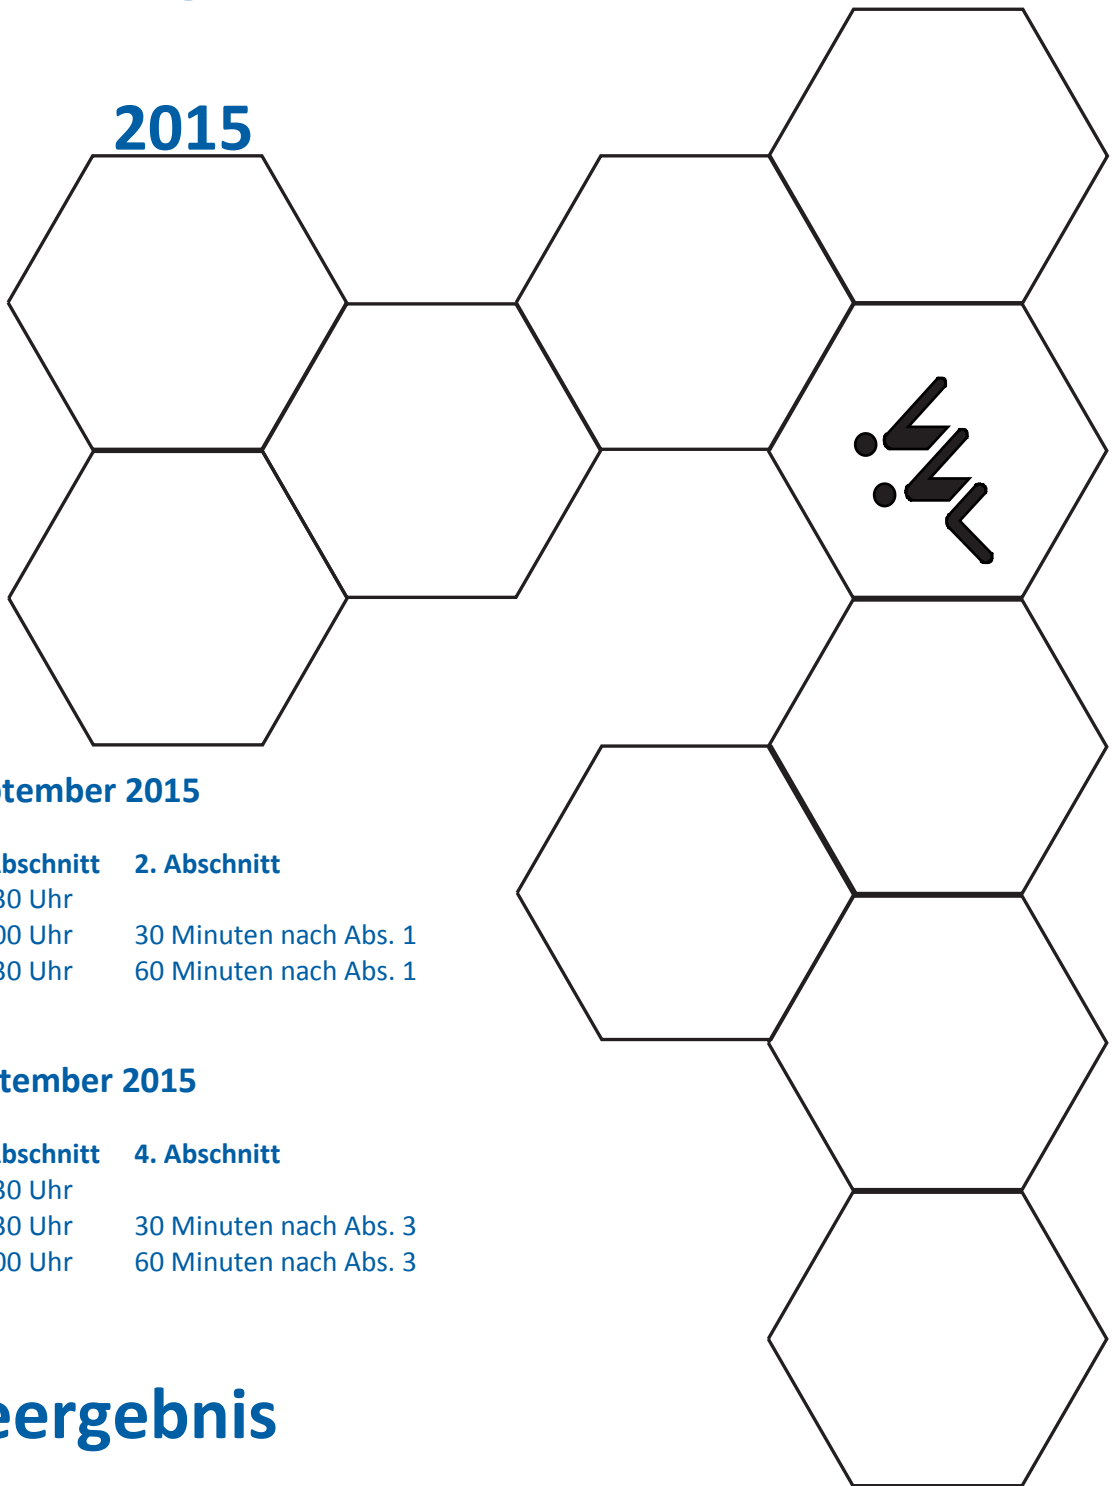 2015
tember 2015
bschnitt 2. Abschnitt
30 Uhr
00 Uhr 30 Minuten nach Abs. 1
30 Uhr 60 Minuten nach Abs. 1
tember 2015
bschnitt 4. Abschnitt
30 Uhr
30 Uhr 30 Minuten nach Abs. 3
00 Uhr 60 Minuten nach Abs. 3
eergebnis